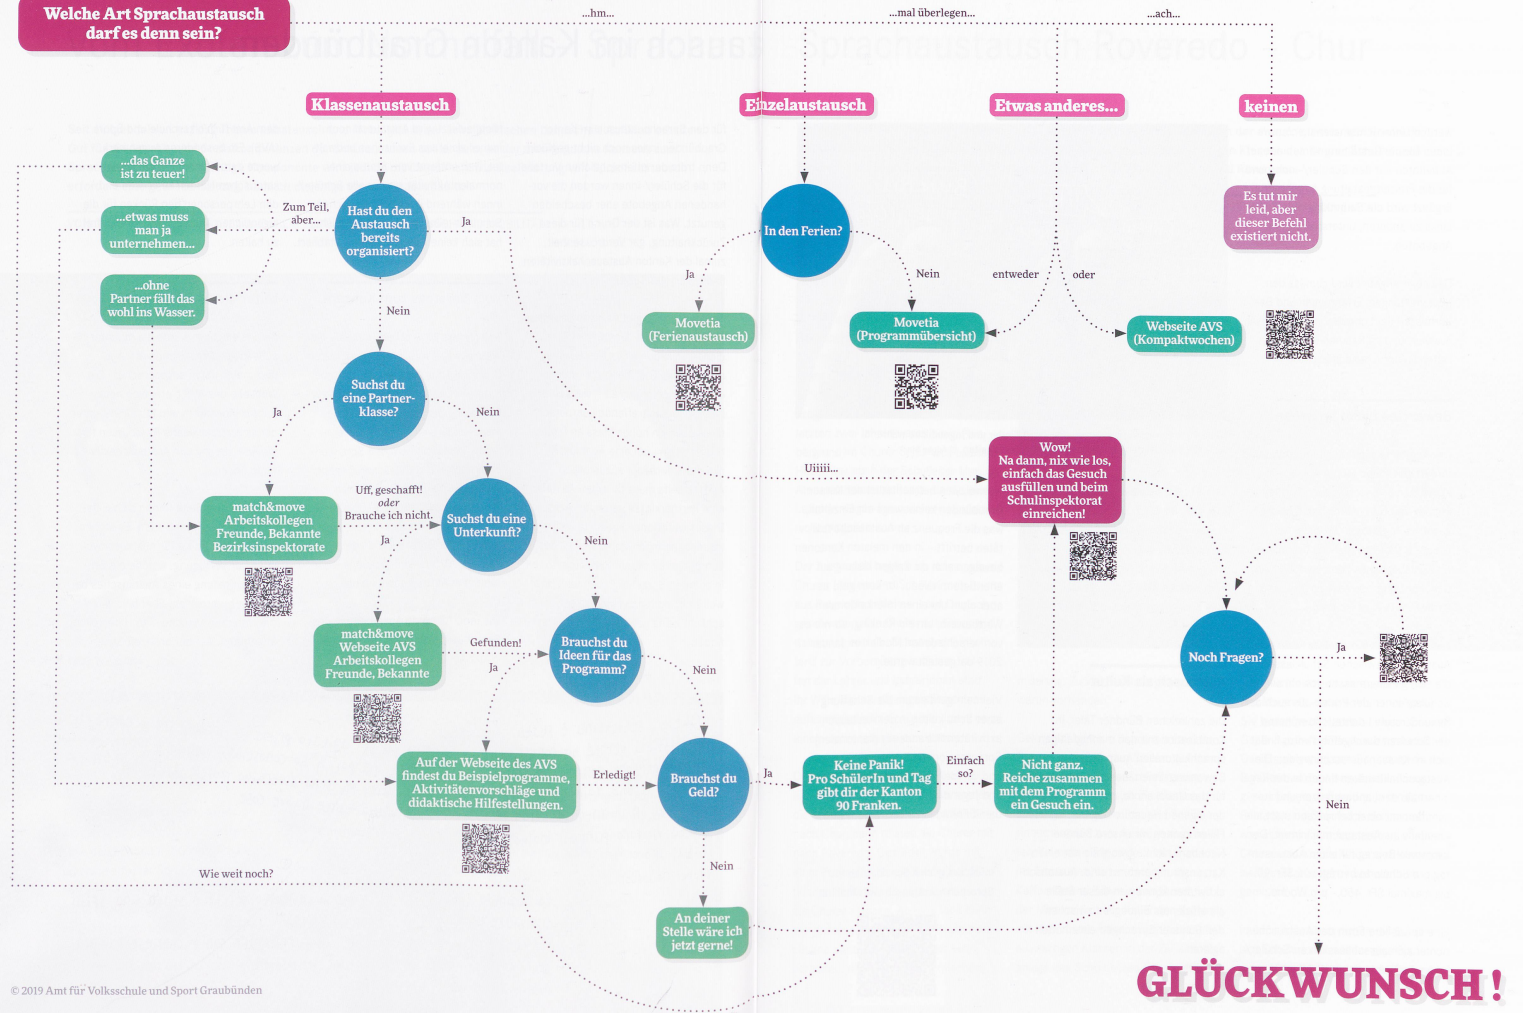 Welche Art Sprachaustausch
darf es denn sein?
...hm...
...mal überlegen...
...ach...
Klassenaustausch
Einzelaustausch
Etwas anderes...
keinen
...das Ganze
ist zu teuer!
...etwas muss
man ja
unternehmen...
...ohne
Partner fällt das
wohl ins Wasser.
Zum Teil,
aber...
Hast du den
Austausch
bereits
organisiert?
Ja
Nein
In den Ferien?
Ja
Nein
entweder
oder
Es tut mir
leid, aber
dieser Befehl
existiert nicht.
Movetia
(Ferienaustausch)
Movetia
(Programmübersicht)
Webseite AVS
(Kompaktwochen)
Suchst du
eine Partner-
klasse?
Ja
Nein
Uiiiii...
Wow!
Na dann, nix wie los,
einfach das Gesuch
ausfüllen und beim
Schulinspektorat
einreichen!
match&move
Arbeitskollegen
Freunde, Bekannte
Bezirksinspektorate
Uff, geschafft!
oder
Brauche ich nicht.
Suchst du eine
Unterkunft?
Ja
Nein
match&move
Webseite AVS
Arbeitskollegen
Freunde, Bekannte
Gefunden!
Brauchst du
Ideen für das
Programm?
Ja
Nein
Noch Fragen?
Ja
Nein
Auf der Webseite des AVS
findest du Beispielprogramme,
Aktivitätenvorschläge und
didaktische Hilfestellungen.
Erledigt!
Brauchst du
Geld?
Ja
Nein
Keine Panik!
Pro SchülerIn und Tag
gibt dir der Kanton
90 Franken.
Einfach
so?
Nicht ganz.
Reiche zusammen
mit dem Programm
ein Gesuch ein.
Wie weit noch?
An deiner
Stelle wäre ich
jetzt gerne!
GLÜCKWUNSCH!
© 2019 Amt für Volksschule und Sport Graubünden